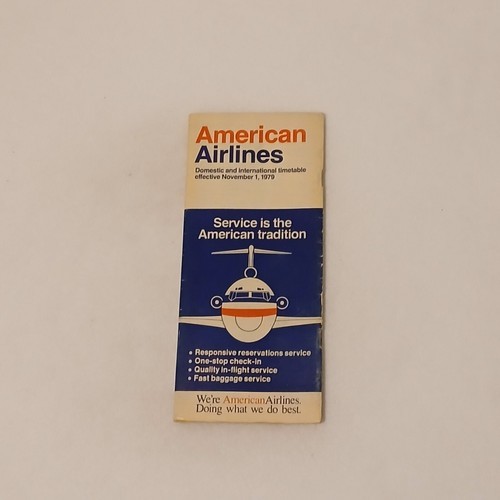 American
Airlines
Domestic and International timetable
effective November 1, 1979
Service is the
American tradition
• Responsive reservations service
• One-stop check-in
• Quality in-flight service
• Fast baggage service
We're AmericanAirlines.
Doing what we do best.